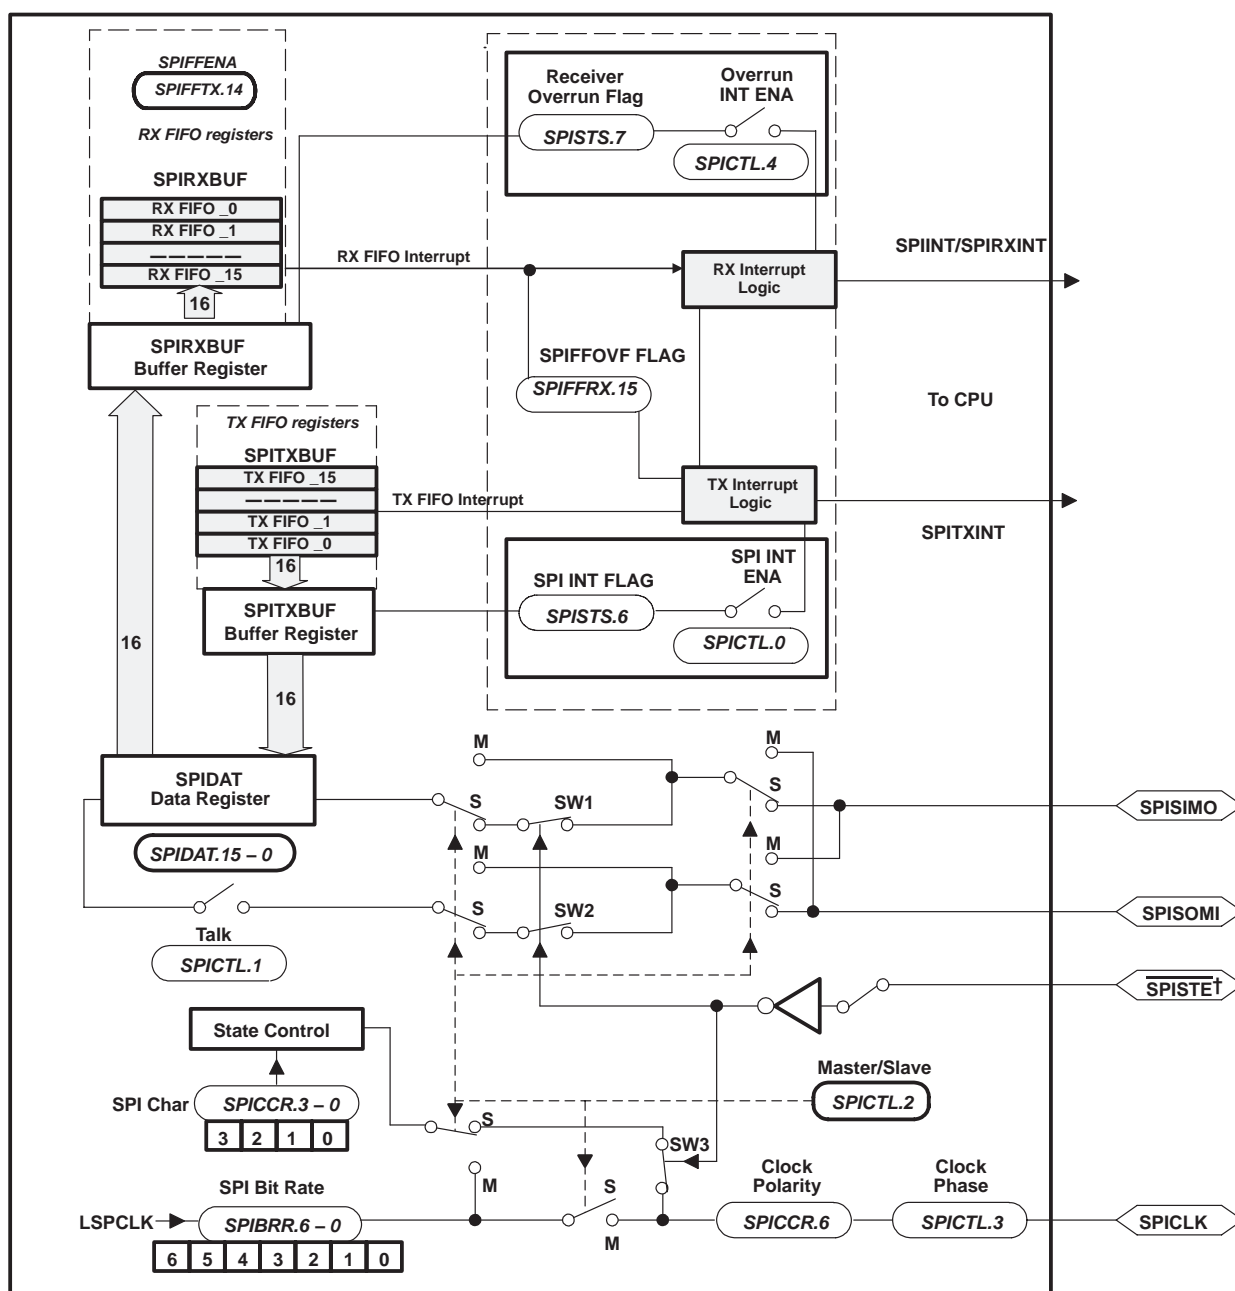 SPIFFENA
SPIFFTX.14
RX FIFO registers
SPIRXBUF
RX FIFO _0
RX FIFO _1
— — — — —
RX FIFO _15
16
SPIRXBUF
Buffer Register
Receiver
Overrun Flag
SPISTS.7
Overrun
INT ENA
SPICTL.4
RX FIFO Interrupt
RX Interrupt
Logic
SPIINT/SPIRXINT
SPIFFOVF FLAG
SPIFFRX.15
To CPU
TX FIFO registers
SPITXBUF
TX FIFO _15
— — — — —
TX FIFO _1
TX FIFO _0
16
TX FIFO Interrupt
TX Interrupt
Logic
SPITXINT
SPITXBUF
Buffer Register
SPI INT FLAG
SPISTS.6
SPI INT
ENA
SPICTL.0
16
16
SPIDAT
Data Register
SPIDAT.15 – 0
M
S
SW1
M
S
SPISIMO
M
S
SW2
M
S
SPISOMI
Talk
SPICTL.1
SPISTE†
State Control
Master/Slave
SPICTL.2
SPI Char
SPICCR.3 – 0
3 2 1 0
S
SW3
M
SPI Bit Rate
LSPCLK
SPIBRR.6 – 0
6 5 4 3 2 1 0
S
M
Clock
Polarity
SPICCR.6
Clock
Phase
SPICTL.3
SPICLK